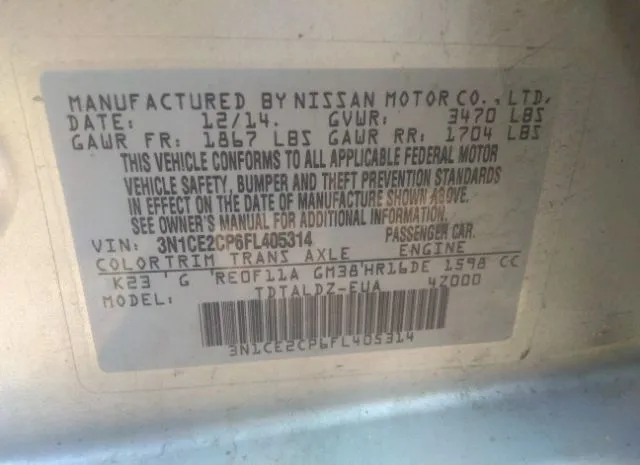 MANUFACTURED BY NISSAN MOTOR CO., LTD.
DATE: 12/14. GVWR: 3470 LBS
GAWR FR: 1867 LBS GAWR RR: 1704 LBS
THIS VEHICLE CONFORMS TO ALL APPLICABLE FEDERAL MOTOR
VEHICLE SAFETY, BUMPER AND THEFT PREVENTION STANDARDS
IN EFFECT ON THE DATE OF MANUFACTURE SHOWN ABOVE.
SEE OWNER'S MANUAL FOR ADDITIONAL INFORMATION.
VIN: 3N1CE2CP6FL405314 PASSENGER CAR.
COLOR TRIM TRANS AXLE ENGINE
K23 ' G 'RE0F11A GM38'HR16DE 1598 CC
MODEL: TDTALDZ-EUA 4Z000
3N1CE2CP6FL405314